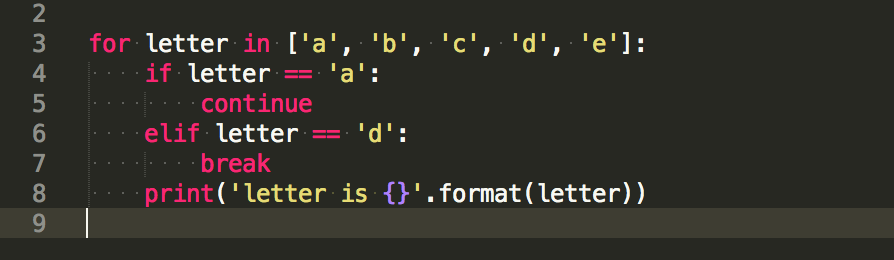 2
3 for letter in ['a', 'b', 'c', 'd', 'e']:
4     if letter == 'a':
5         continue
6     elif letter == 'd':
7         break
8     print('letter is {}'.format(letter))
9